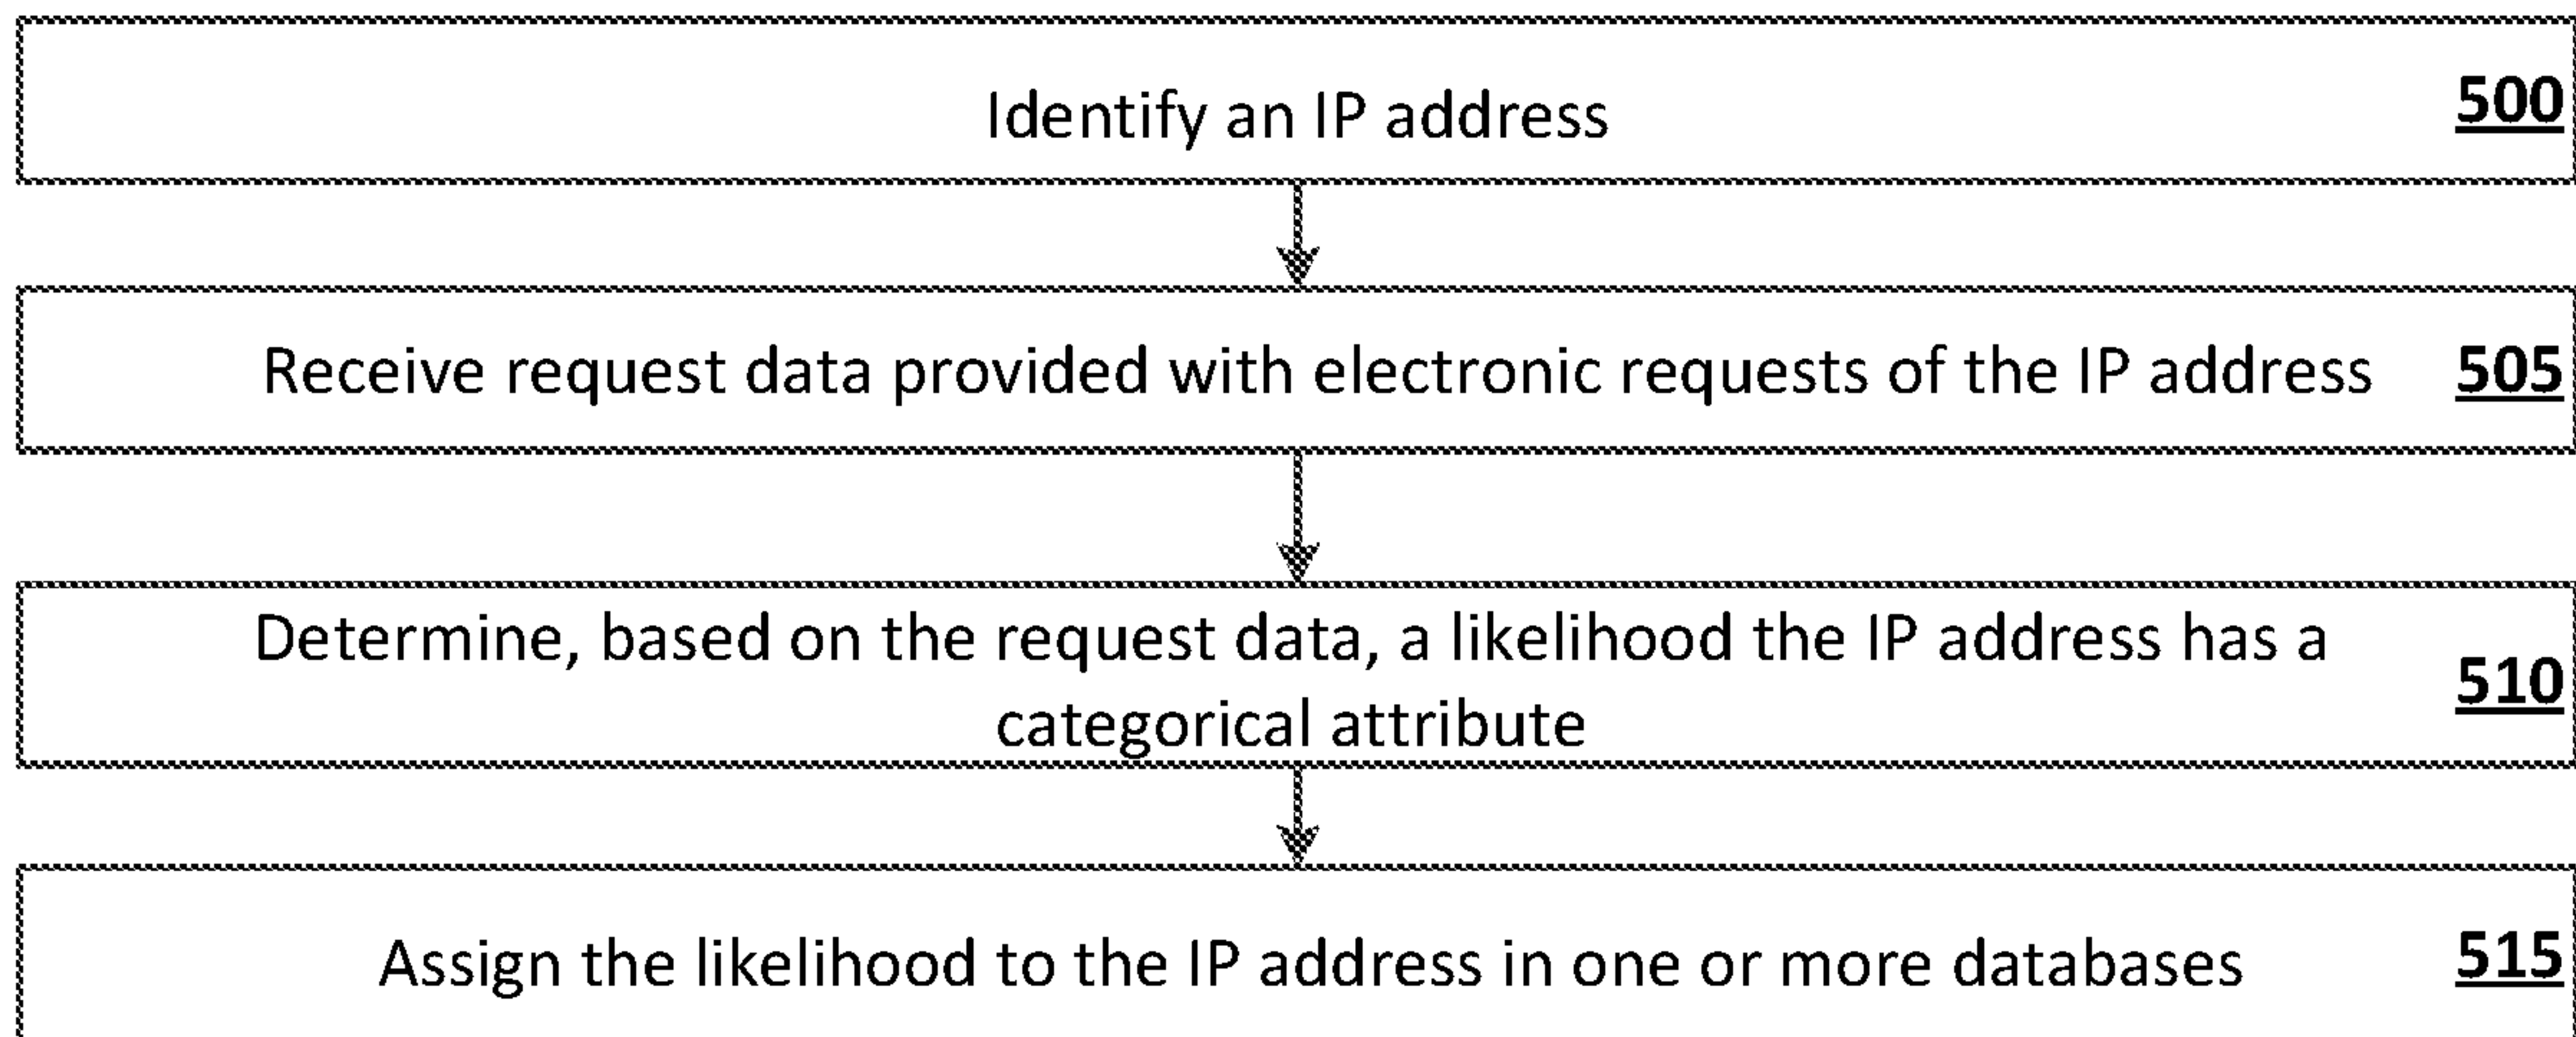 Identify an IP address 500
Receive request data provided with electronic requests of the IP address 505
Determine, based on the request data, a likelihood the IP address has a
categorical attribute
510
Assign the likelihood to the IP address in one or more databases 515